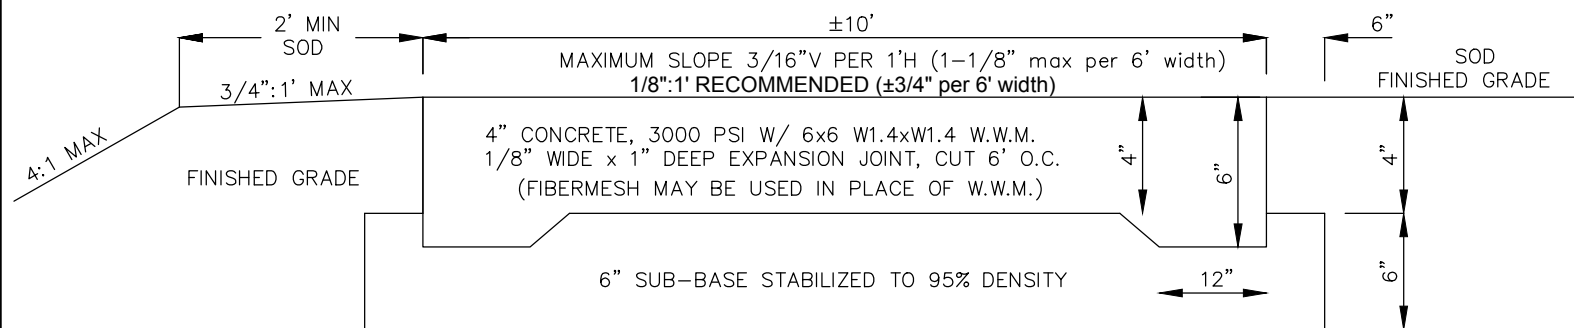 2' MIN
SOD
±10'
6"
MAXIMUM SLOPE 3/16"V PER 1'H (1-1/8" max per 6' width)
1/8":1' RECOMMENDED (±3/4" per 6' width)
SOD
FINISHED GRADE
3/4":1' MAX
4:1 MAX
FINISHED GRADE
4" CONCRETE, 3000 PSI W/ 6x6 W1.4xW1.4 W.W.M.
1/8" WIDE x 1" DEEP EXPANSION JOINT, CUT 6' O.C.
(FIBERMESH MAY BE USED IN PLACE OF W.W.M.)
4"
6"
4"
6" SUB-BASE STABILIZED TO 95% DENSITY
12"
6"